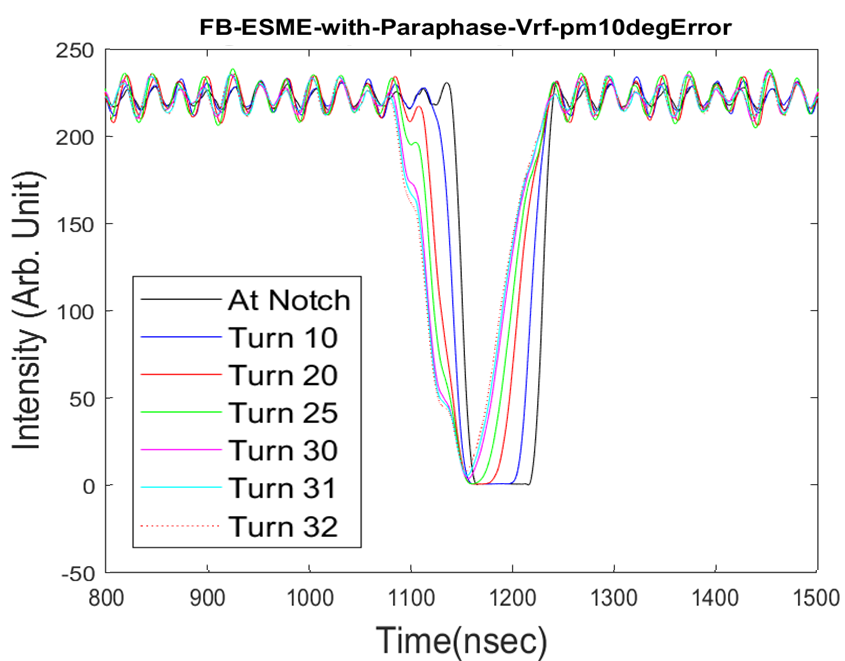 FB-ESME-with-Paraphase-Vrf-pm10degError
250
200
150
100
50
0
-50
Intensity (Arb. Unit)
At Notch
Turn 10
Turn 20
Turn 25
Turn 30
Turn 31
Turn 32
800 900 1000 1100 1200 1300 1400 1500
Time(nsec)